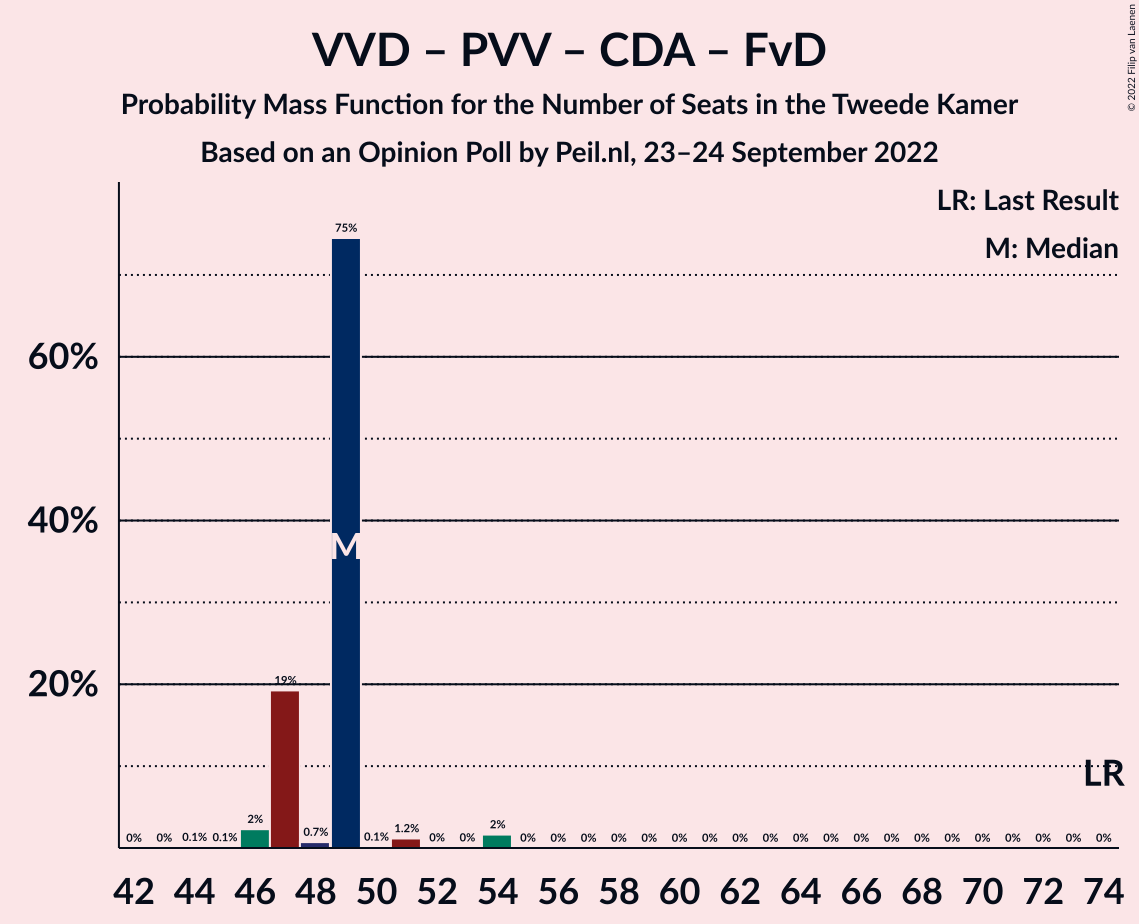 VVD – PVV – CDA – FvD
Probability Mass Function for the Number of Seats in the Tweede Kamer
Based on an Opinion Poll by Peil.nl, 23–24 September 2022
© 2022 Filip van Laenen
LR: Last Result
M: Median
60%
40%
20%
0% 0% 0.1% 0.1% 2% 19% 0.7% 75% 0.1% 1.2% 0% 0% 2% 0% 0% 0% 0% 0% 0% 0% 0% 0% 0% 0% 0% 0% 0% 0% 0% 0% 0% 0% 0%
M
LR
42 44 46 48 50 52 54 56 58 60 62 64 66 68 70 72 74